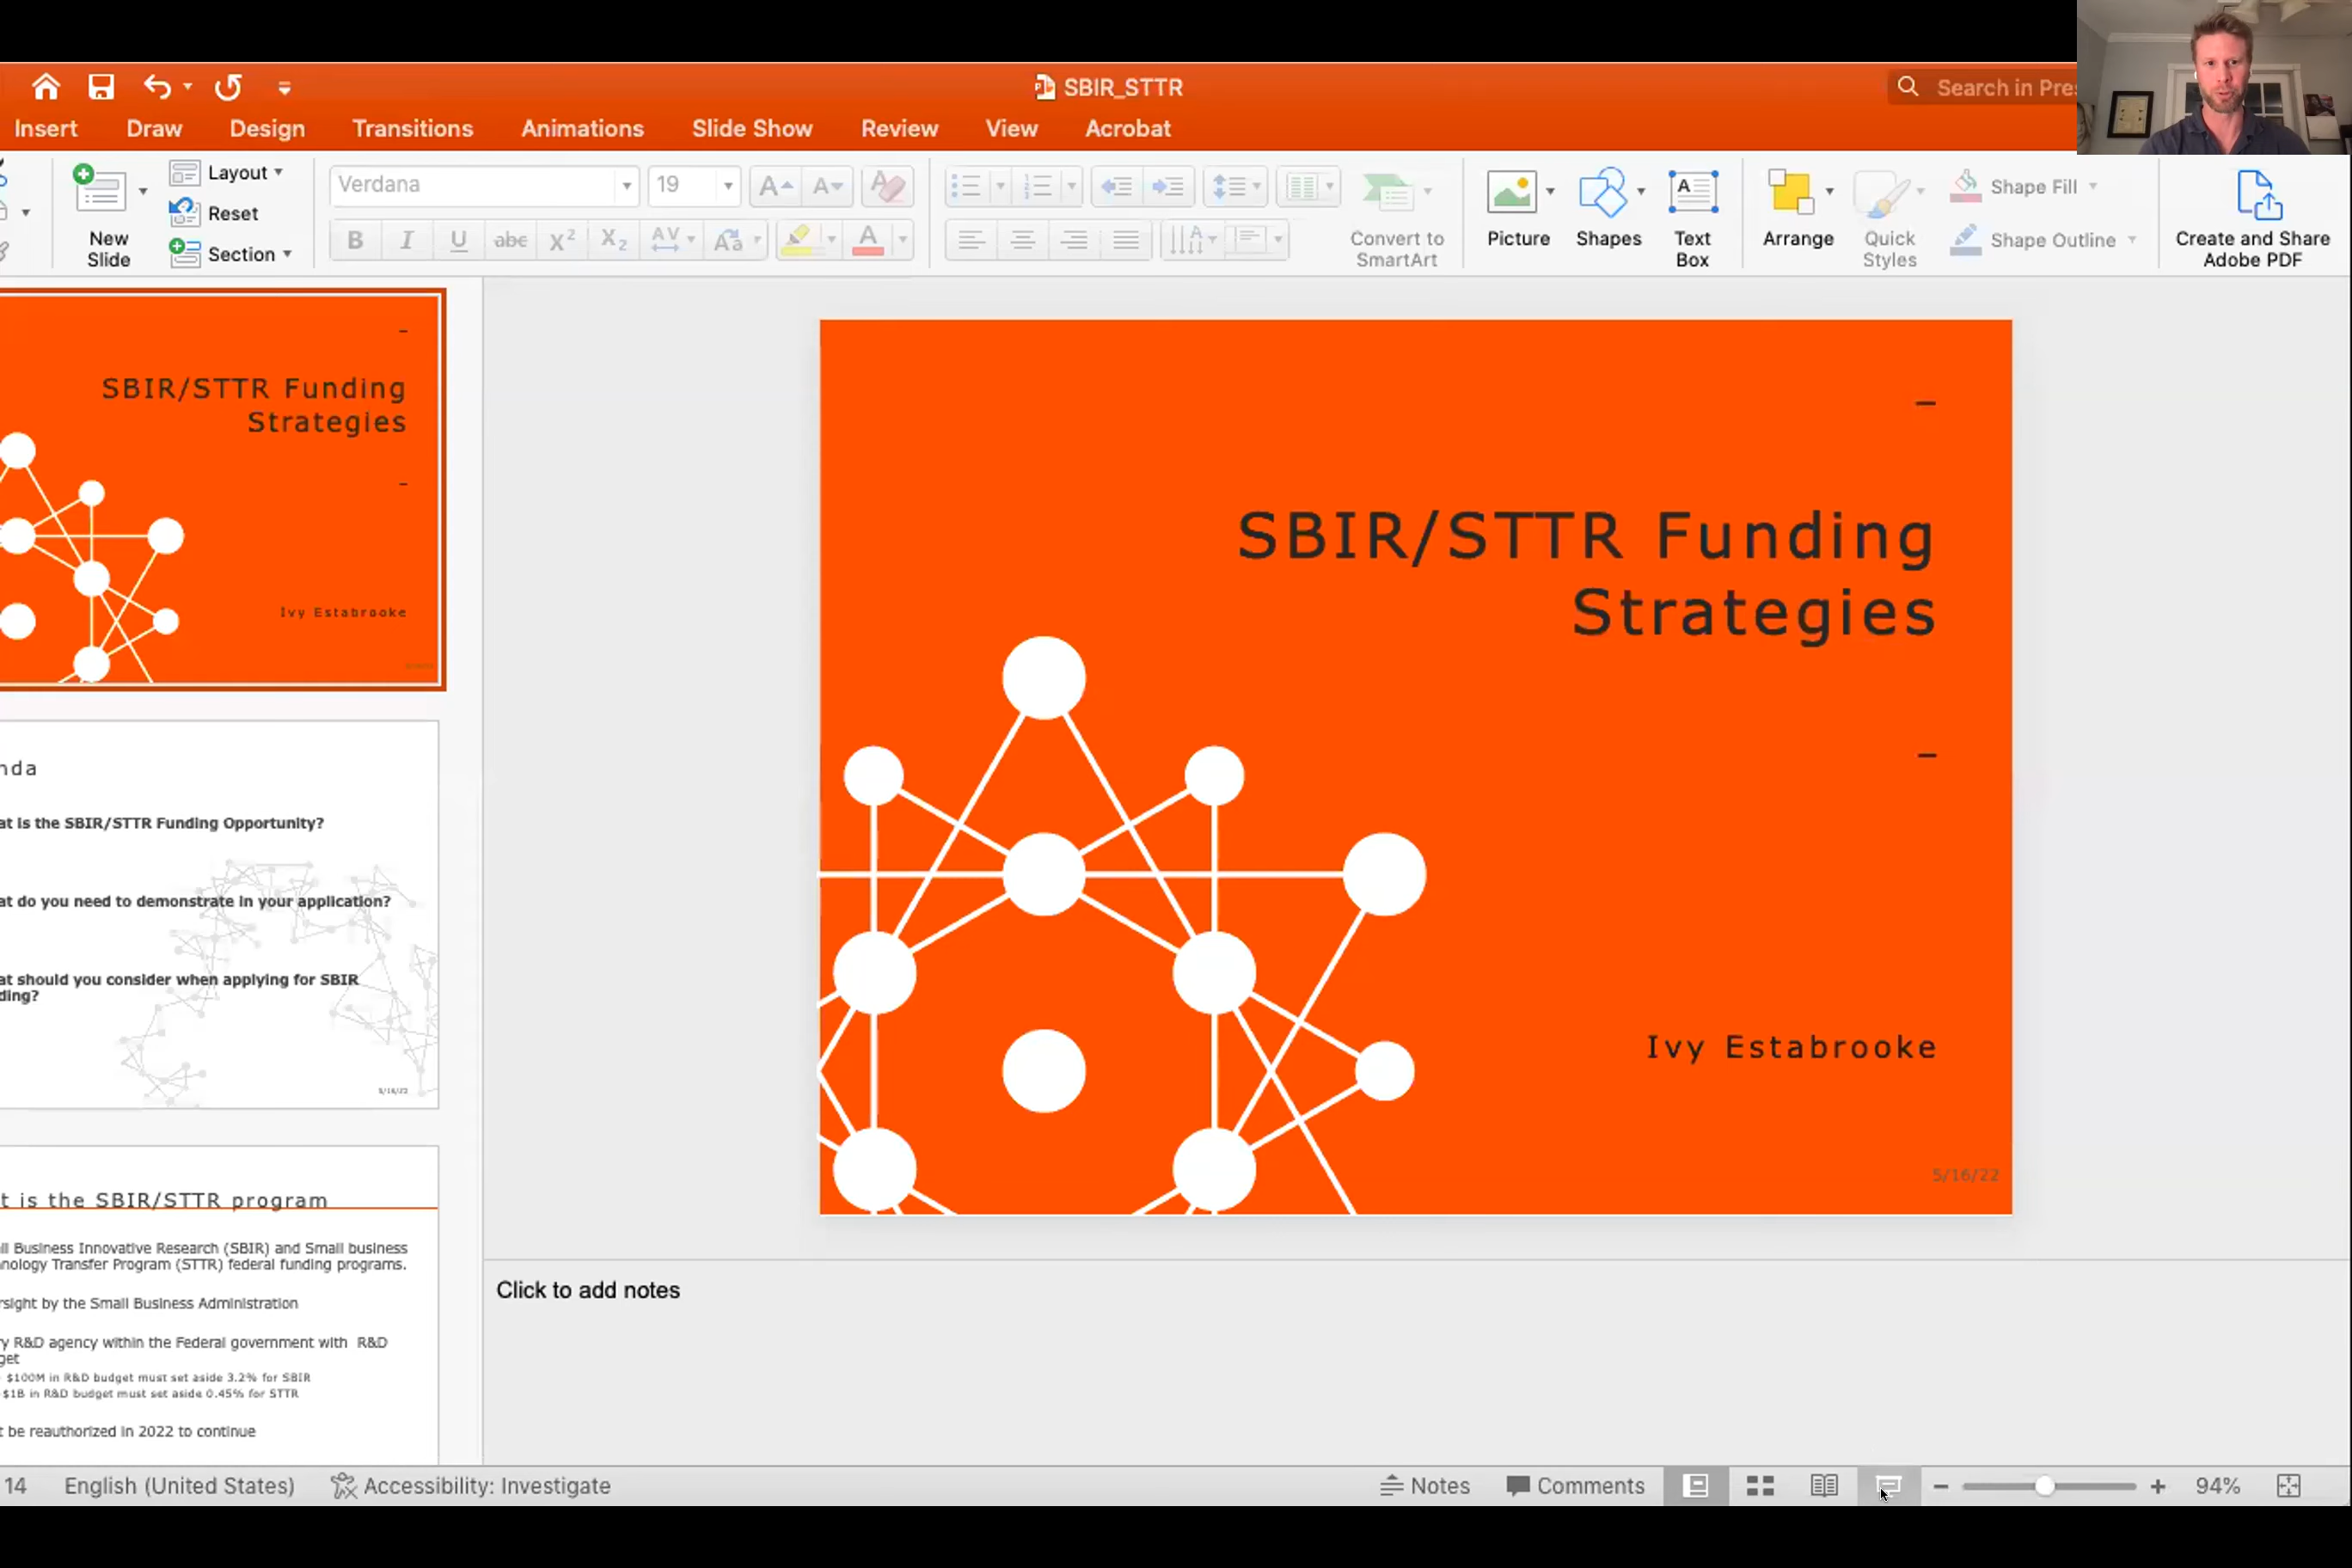 SBIR_STTR
Search in Pre
Insert Draw Design Transitions Animations Slide Show Review View Acrobat
New Slide
Layout
Reset
Section
Verdana 19
Convert to SmartArt
Picture
Shapes
Text Box
Arrange
Quick Styles
Shape Fill
Shape Outline
Create and Share Adobe PDF
SBIR/STTR Funding
Strategies
Ivy Estabrooke
nda
at is the SBIR/STTR Funding Opportunity?
at do you need to demonstrate in your application?
at should you consider when applying for SBIR
ding?
5/16/22
t is the SBIR/STTR program
ll Business Innovative Research (SBIR) and Small business
nology Transfer Program (STTR) federal funding programs.
rsight by the Small Business Administration
ry R&D agency within the Federal government with R&D
get
$100M in R&D budget must set aside 3.2% for SBIR
$1B in R&D budget must set aside 0.45% for STTR
t be reauthorized in 2022 to continue
SBIR/STTR Funding
Strategies
Ivy Estabrooke
5/16/22
Click to add notes
14 English (United States) Accessibility: Investigate Notes Comments 94%